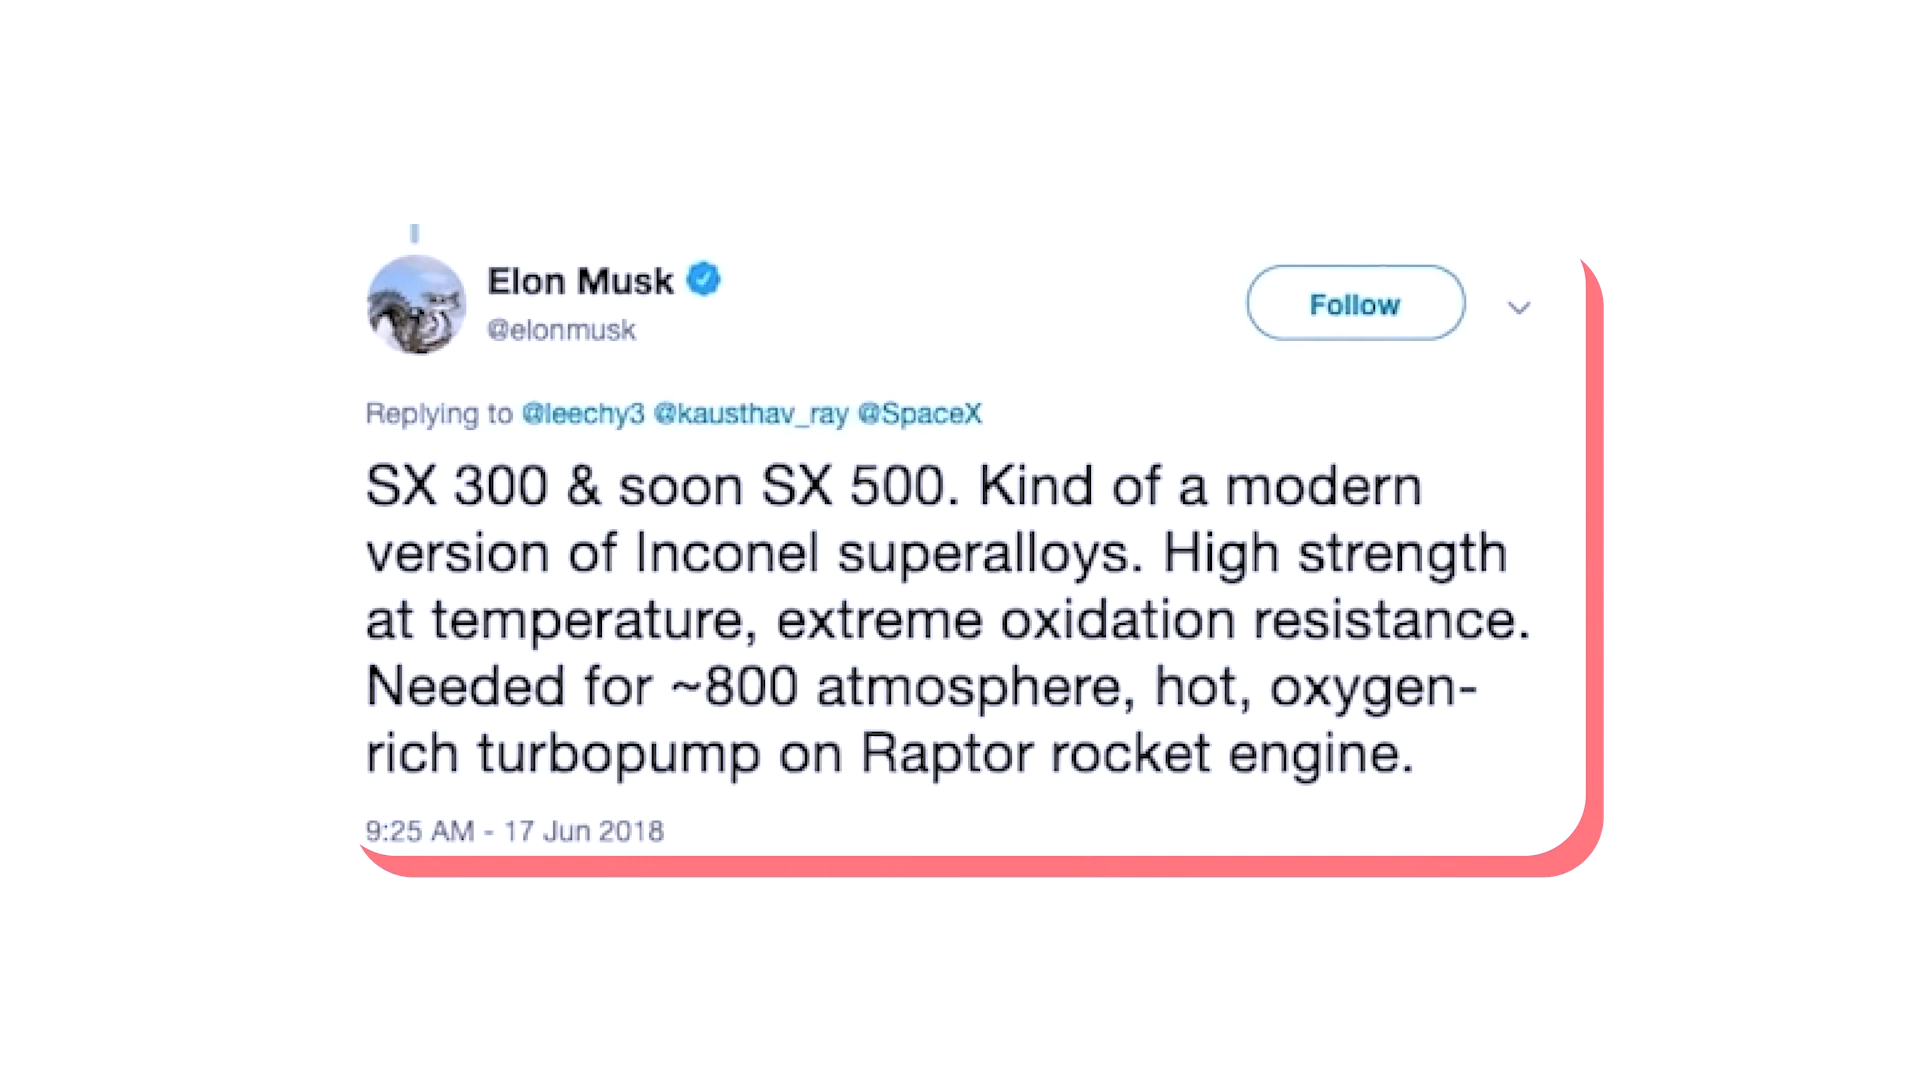 Elon Musk
@elonmusk
Follow
Replying to @leechy3 @kausthav_ray @SpaceX
SX 300 & soon SX 500. Kind of a modern
version of Inconel superalloys. High strength
at temperature, extreme oxidation resistance.
Needed for ~800 atmosphere, hot, oxygen-
rich turbopump on Raptor rocket engine.
9:25 AM - 17 Jun 2018